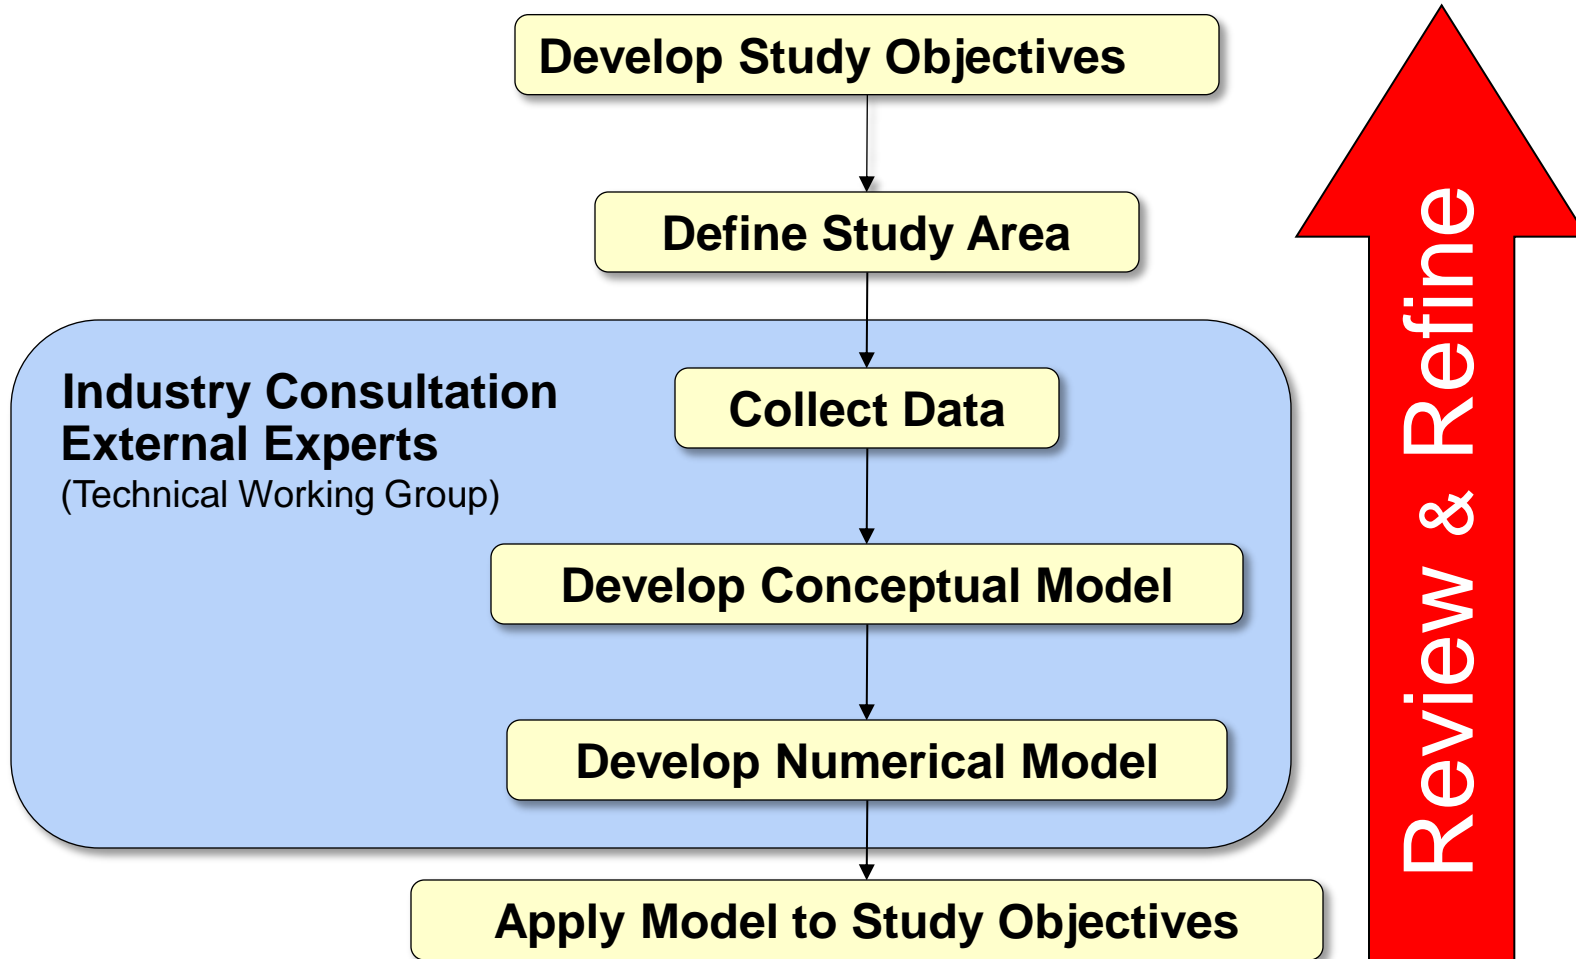 Develop Study Objectives
Define Study Area
Industry Consultation
External Experts
(Technical Working Group)
Collect Data
Develop Conceptual Model
Develop Numerical Model
Apply Model to Study Objectives
Review & Refine